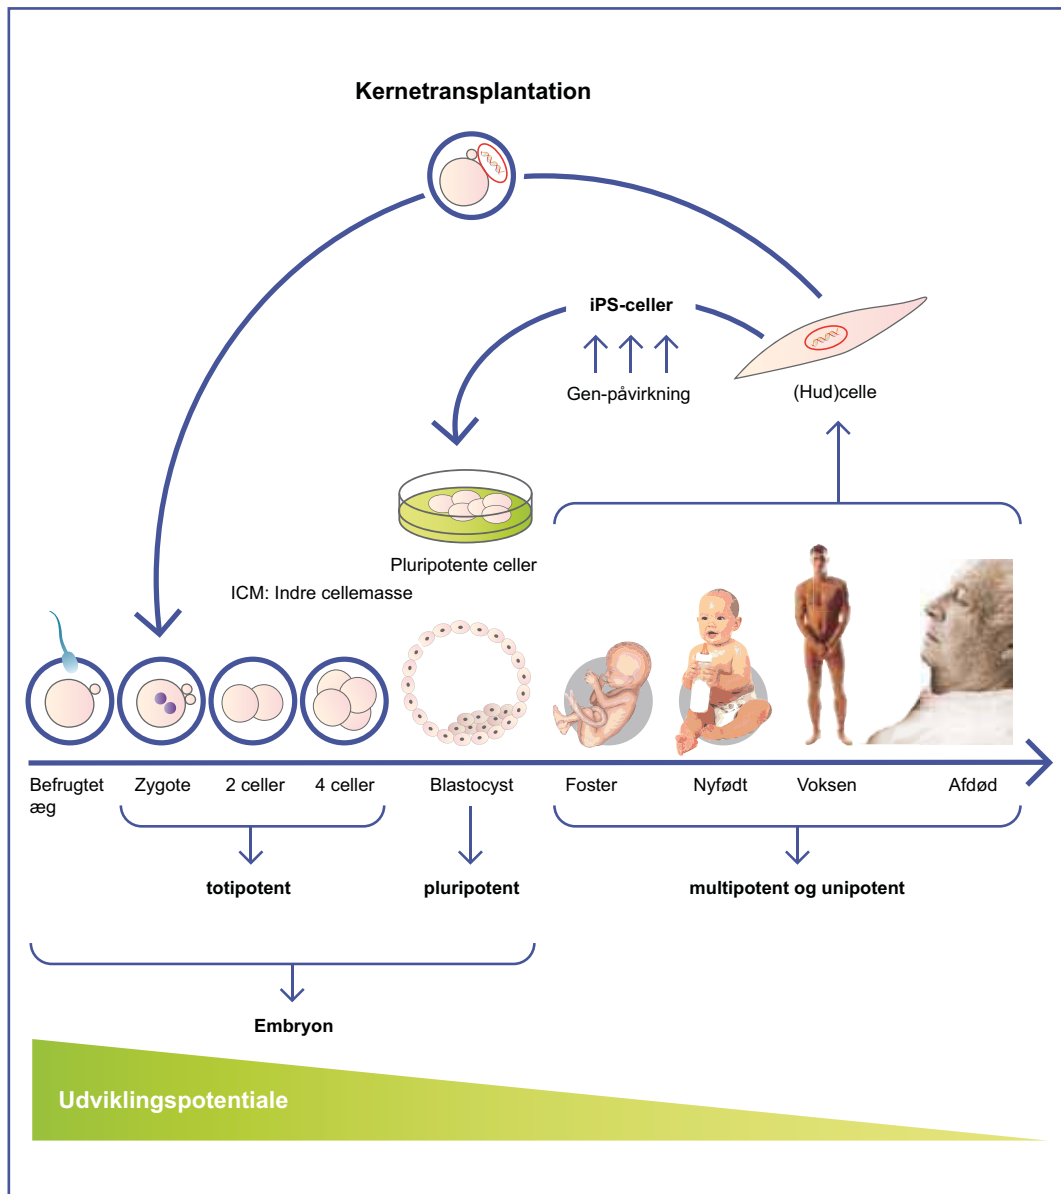 Kernetransplantation
iPS-celler
Gen-påvirkning
(Hud)celle
Pluripotente celler
ICM: Indre cellemasse
Befrugtet
æg
Zygote
2 celler
4 celler
Blastocyst
Foster
Nyfødt
Voksen
Afdød
totipotent
pluripotent
multipotent og unipotent
Embryon
Udviklingspotentiale